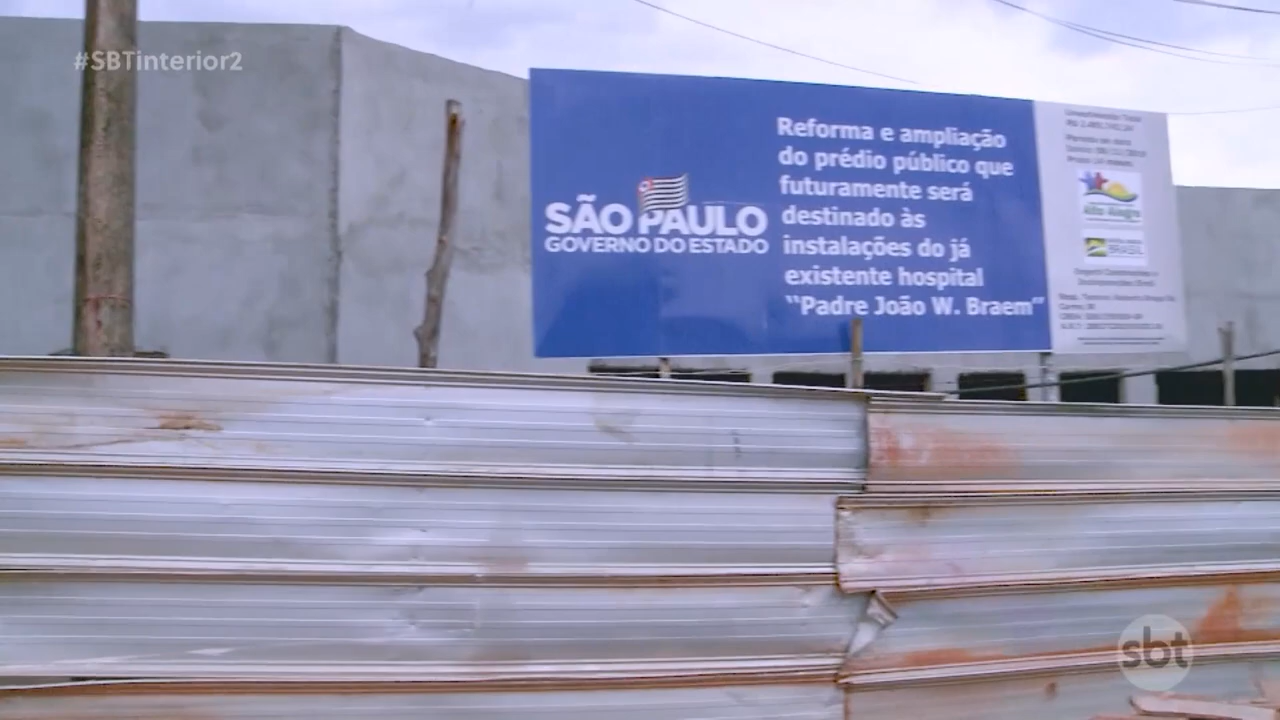 #SBTinterior2
SÃO PAULO
GOVERNO DO ESTADO
Reforma e ampliação
do prédio público que
futuramente será
destinado às
instalações do já
existente hospital
“Padre João W. Braem”
Alto Alegre
BRASIL
sbt